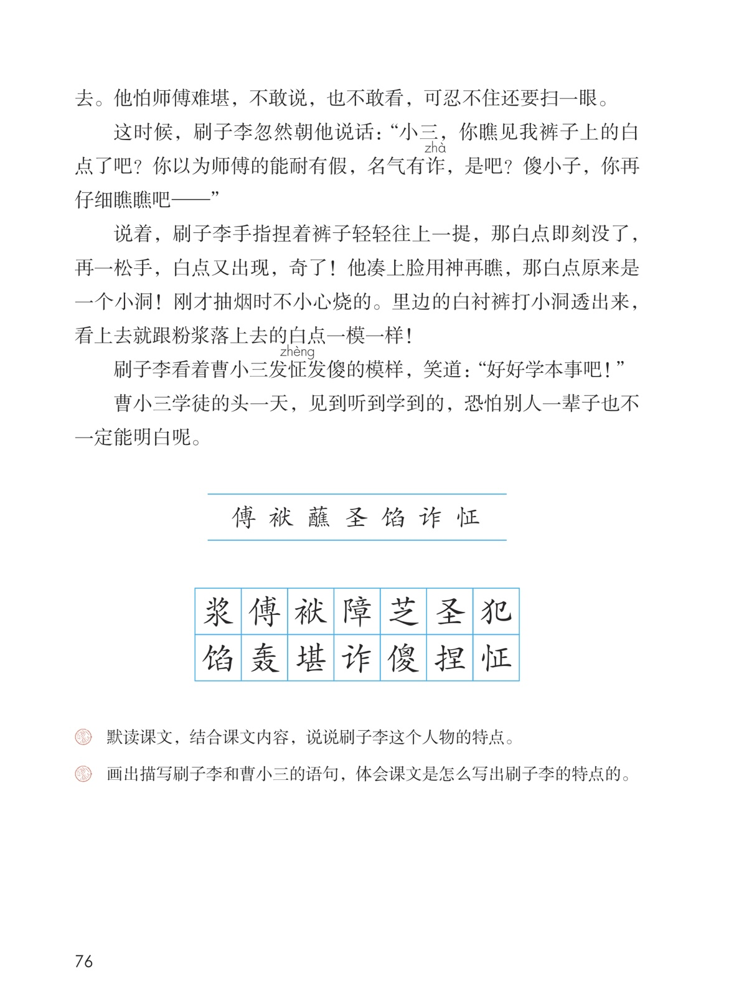 去。他怕师傅难堪，不敢说，也不敢看，可忍不住还要扫一眼。
这时候，刷子李忽然朝他说话：“小三，你瞧见我裤子上的白
zhà
点了吧？你以为师傅的能耐有假，名气有诈，是吧？傻小子，你再
仔细瞧瞧吧——”
说着，刷子李手指捏着裤子轻轻往上一提，那白点即刻没了，
再一松手，白点又出现，奇了！他凑上脸用神再瞧，那白点原来是
一个小洞！刚才抽烟时不小心烧的。里边的白衬裤打小洞透出来，
看上去就跟粉浆落上去的白点一模一样！
zhèng
刷子李看着曹小三发怔发傻的模样，笑道：“好好学本事吧！”
曹小三学徒的头一天，见到听到学到的，恐怕别人一辈子也不
一定能明白呢。
傅 袱 蘸 圣 馅 诈 怔
浆 傅 袱 障 芝 圣 犯
馅 轰 堪 诈 傻 捏 怔
默读课文，结合课文内容，说说刷子李这个人物的特点。
画出描写刷子李和曹小三的语句，体会课文是怎么写出刷子李的特点的。
76